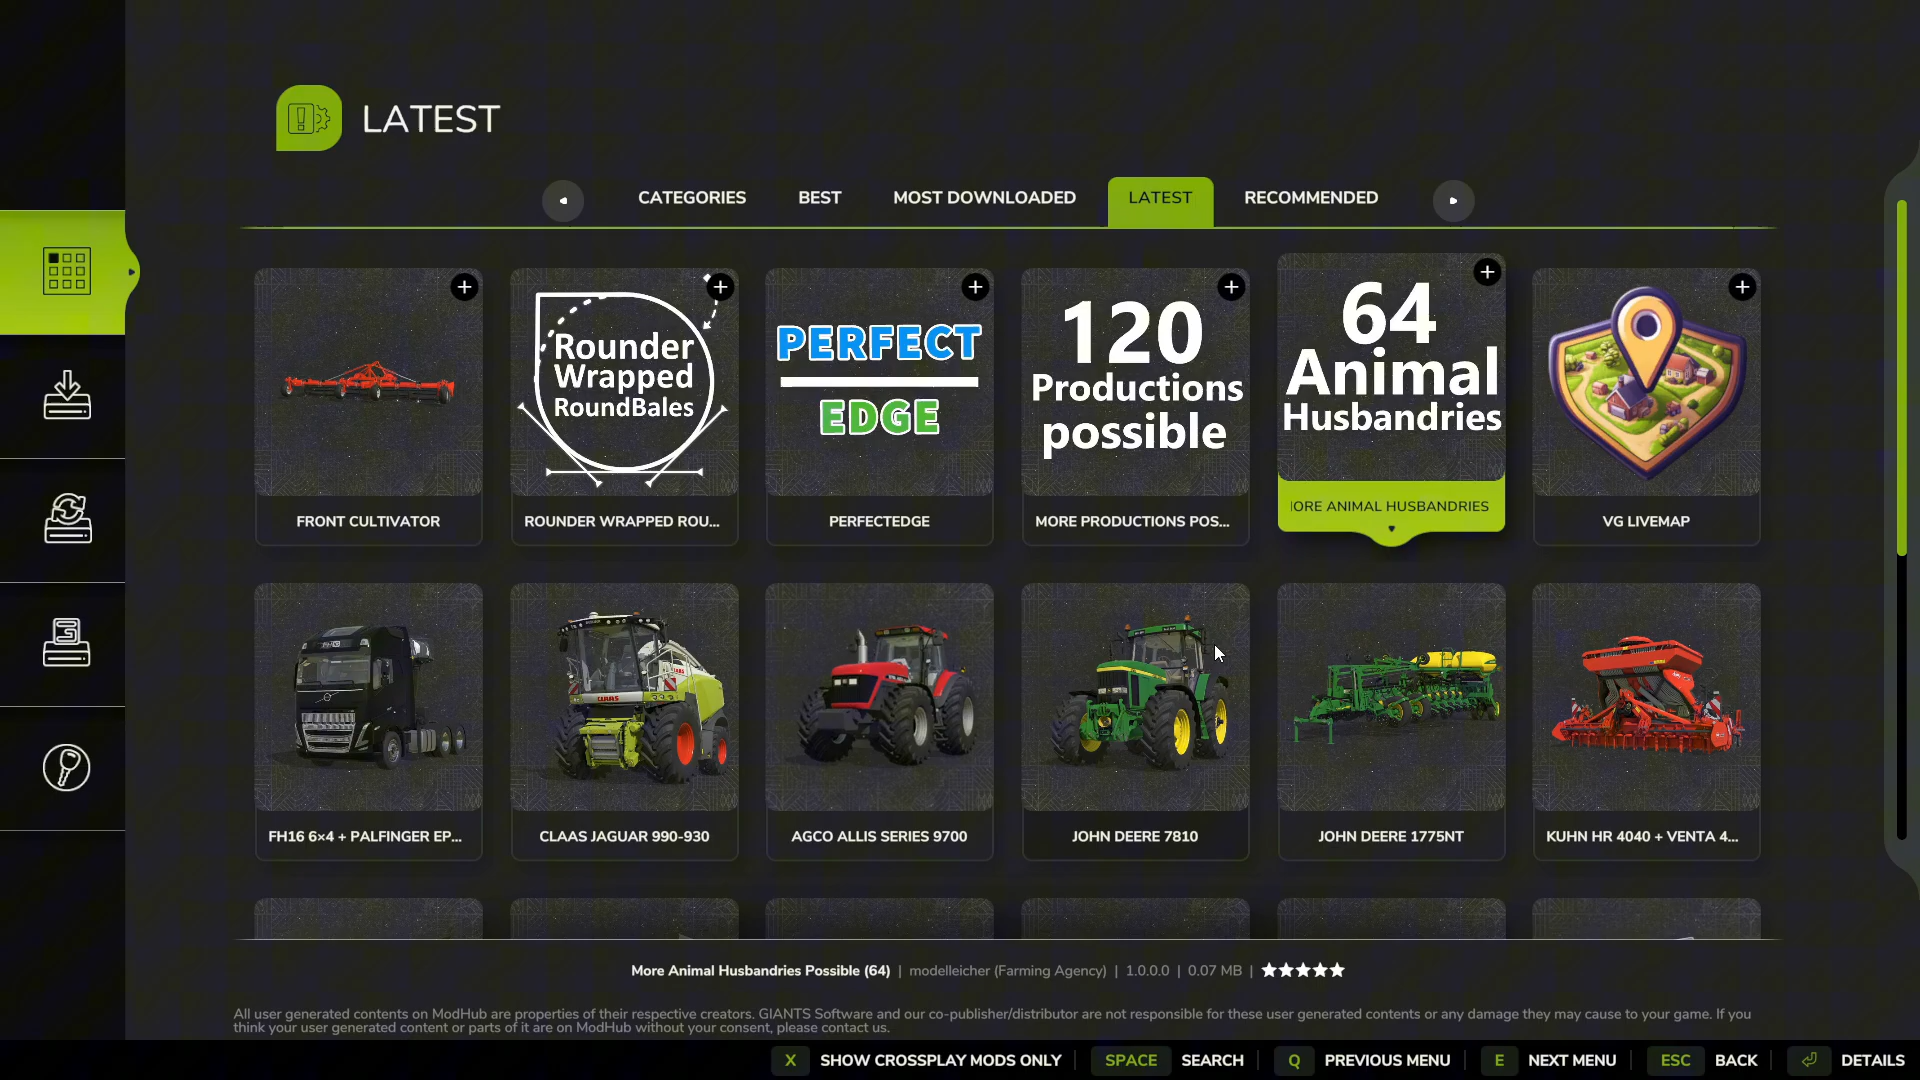 LATEST
CATEGORIES BEST MOST DOWNLOADED LATEST RECOMMENDED
Rounder
Wrapped
RoundBales
PERFECT
EDGE
120
Productions
possible
64
Animal
Husbandries
FRONT CULTIVATOR
ROUNDER WRAPPED ROU...
PERFECTEDGE
MORE PRODUCTIONS POS...
ORE ANIMAL HUSBANDRIES
VG LIVEMAP
CLAAS
FH16 6×4 + PALFINGER EP...
CLAAS JAGUAR 990-930
AGCO ALLIS SERIES 9700
JOHN DEERE 7810
JOHN DEERE 1775NT
KUHN HR 4040 + VENTA 4...
More Animal Husbandries Possible (64) | modelleicher (Farming Agency) | 1.0.0.0 | 0.07 MB |
All user generated contents on ModHub are properties of their respective creators. GIANTS Software and our co-publisher/distributor are not responsible for these user generated contents or any damage they may cause to your game. If you
think your user generated content or parts of it are on ModHub without your consent, please contact us.
X SHOW CROSSPLAY MODS ONLY SPACE SEARCH Q PREVIOUS MENU E NEXT MENU ESC BACK DETAILS